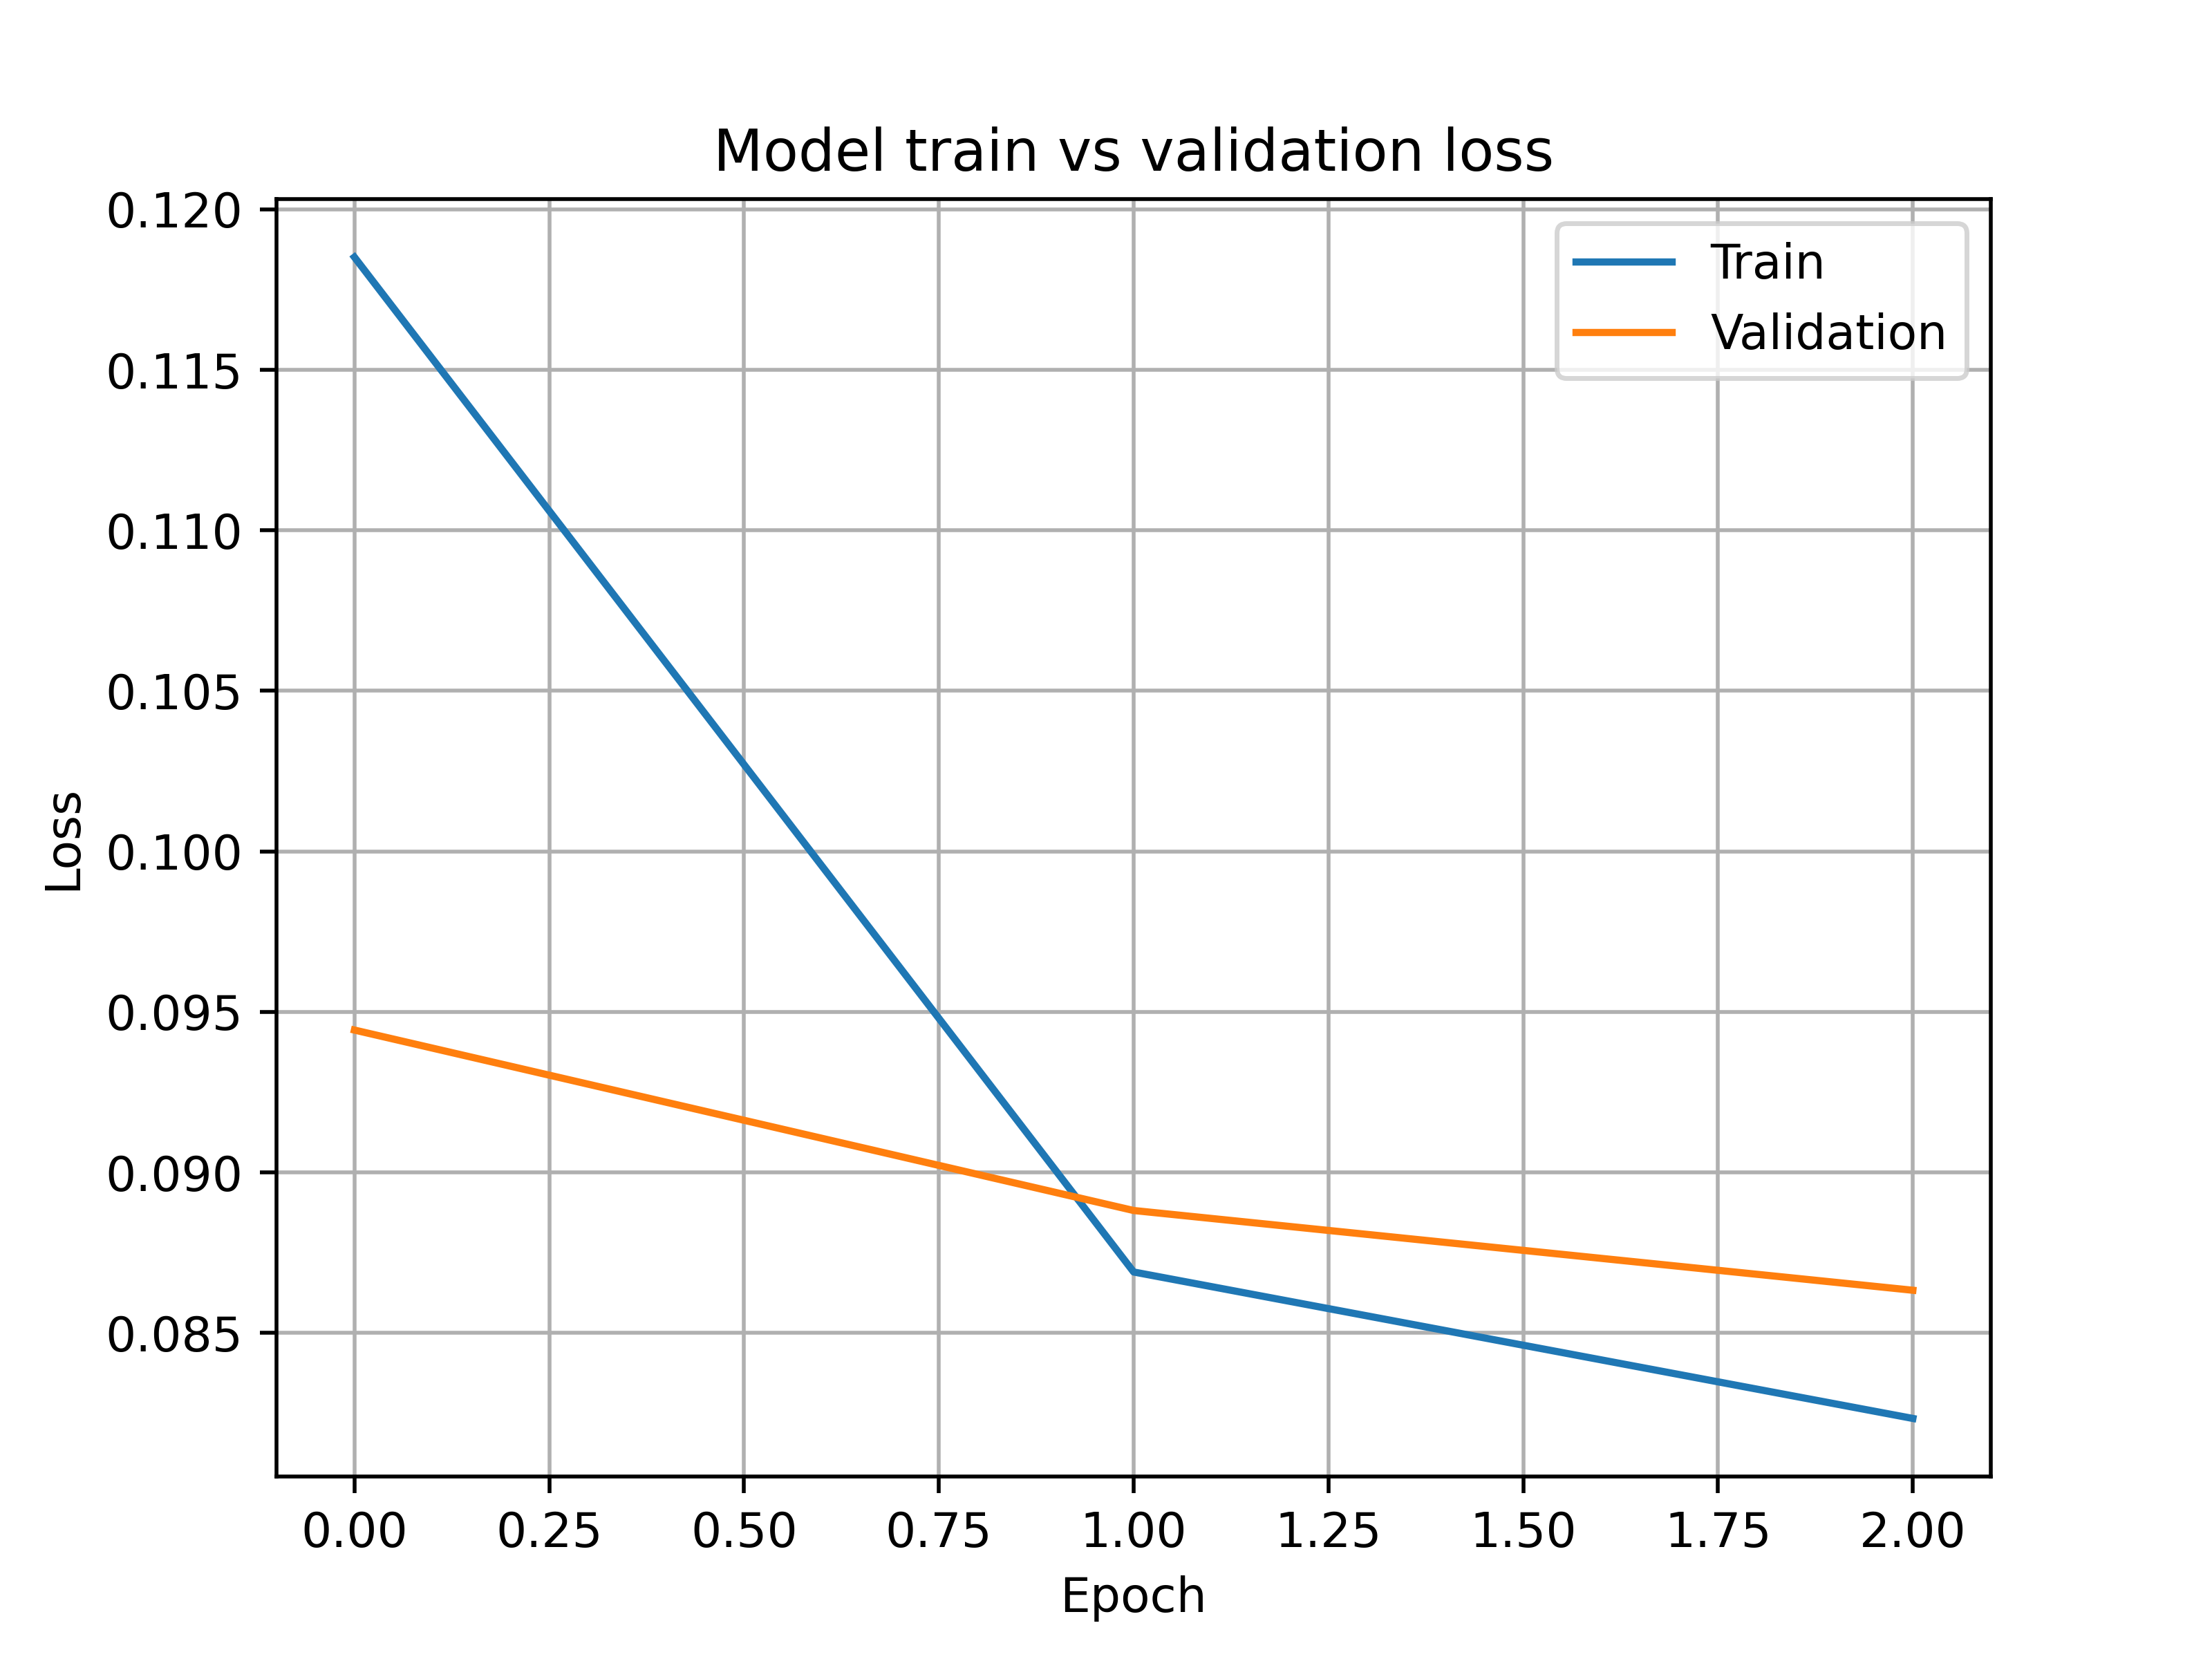 Model train vs validation loss
Train
Validation
0.120
0.115
0.110
0.105
0.100
0.095
0.090
0.085
Loss
0.00 0.25 0.50 0.75 1.00 1.25 1.50 1.75 2.00
Epoch